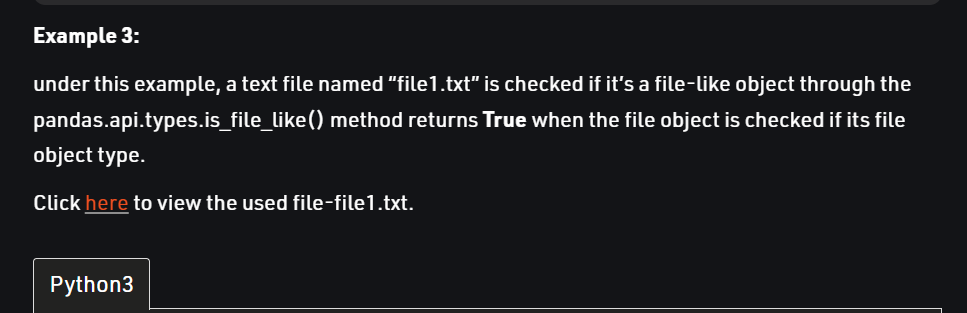 Example 3:
under this example, a text file named “file1.txt” is checked if it’s a file-like object through the
pandas.api.types.is_file_like() method returns True when the file object is checked if its file
object type.
Click here to view the used file-file1.txt.
Python3